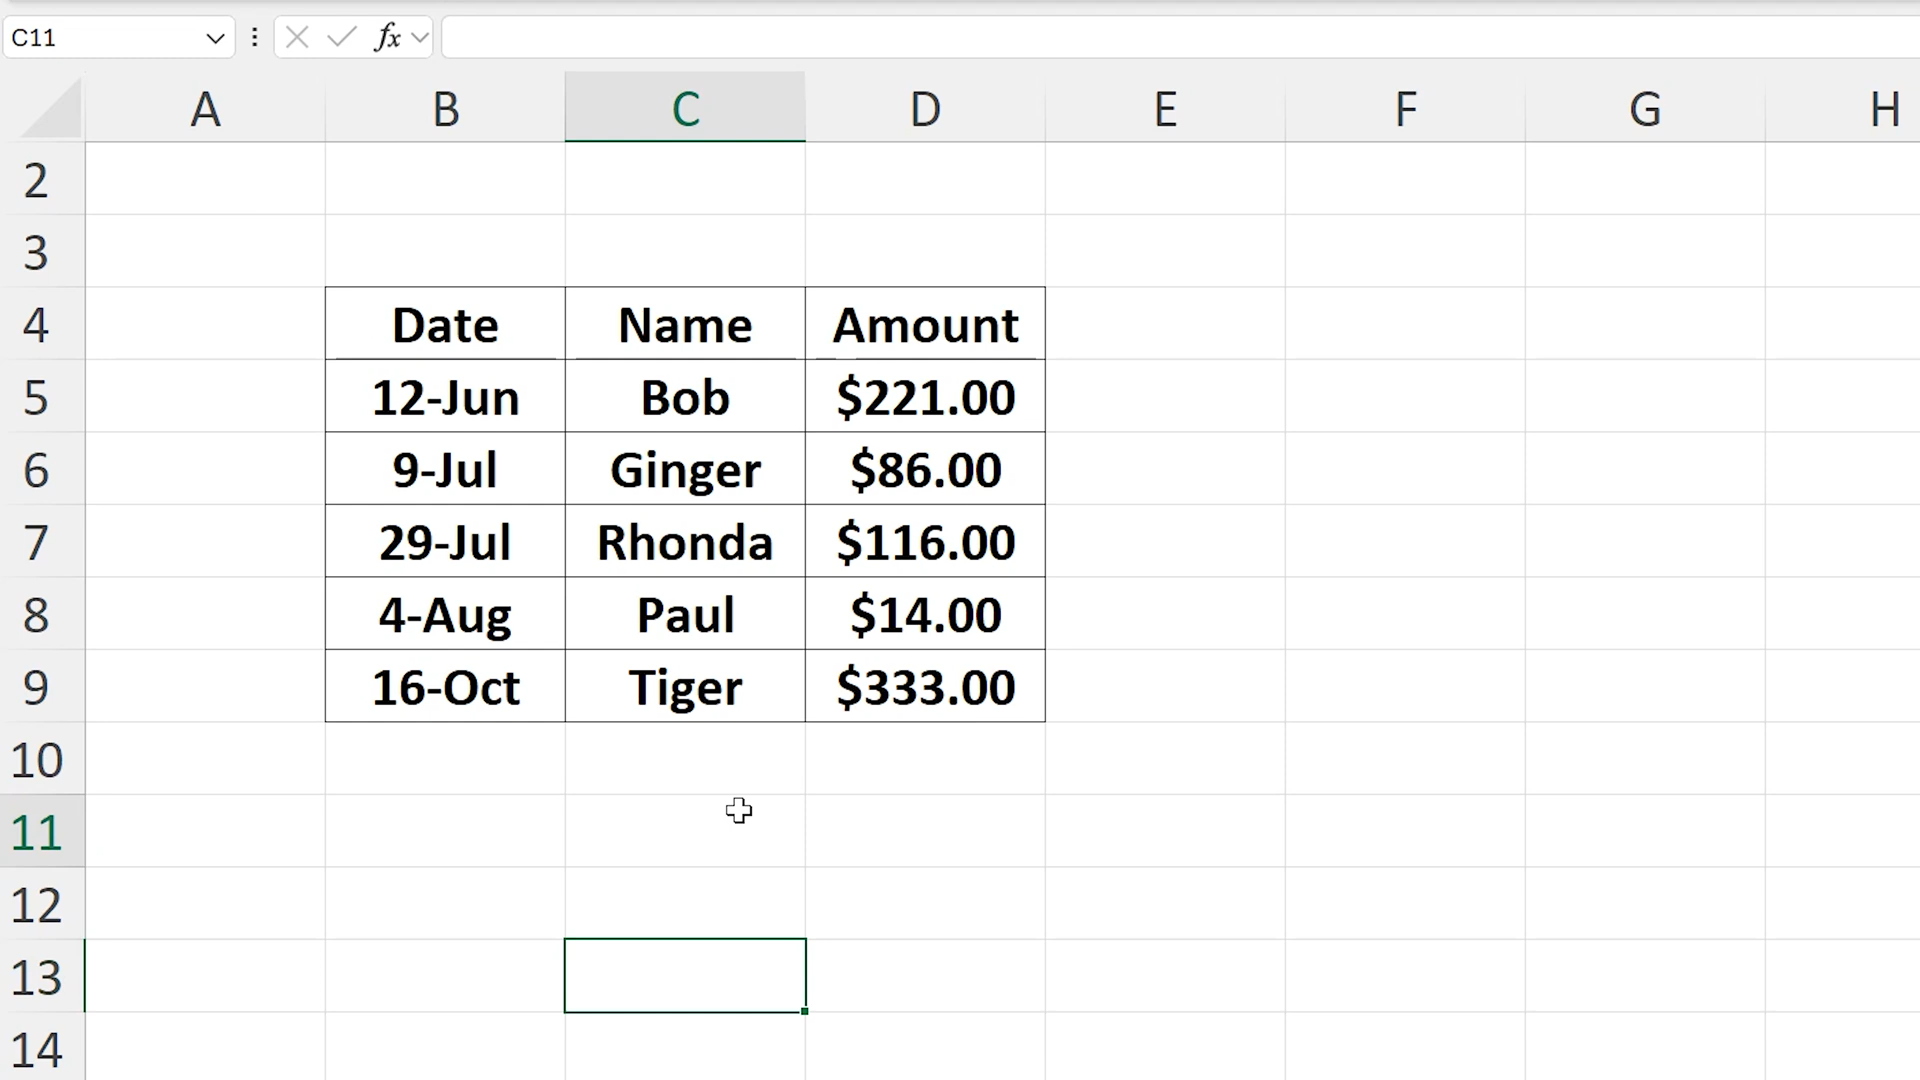 C11 fx
A B C D E F G H
2
3
4 Date Name Amount
5 12-Jun Bob $221.00
6 9-Jul Ginger $86.00
7 29-Jul Rhonda $116.00
8 4-Aug Paul $14.00
9 16-Oct Tiger $333.00
10
11
12
13
14